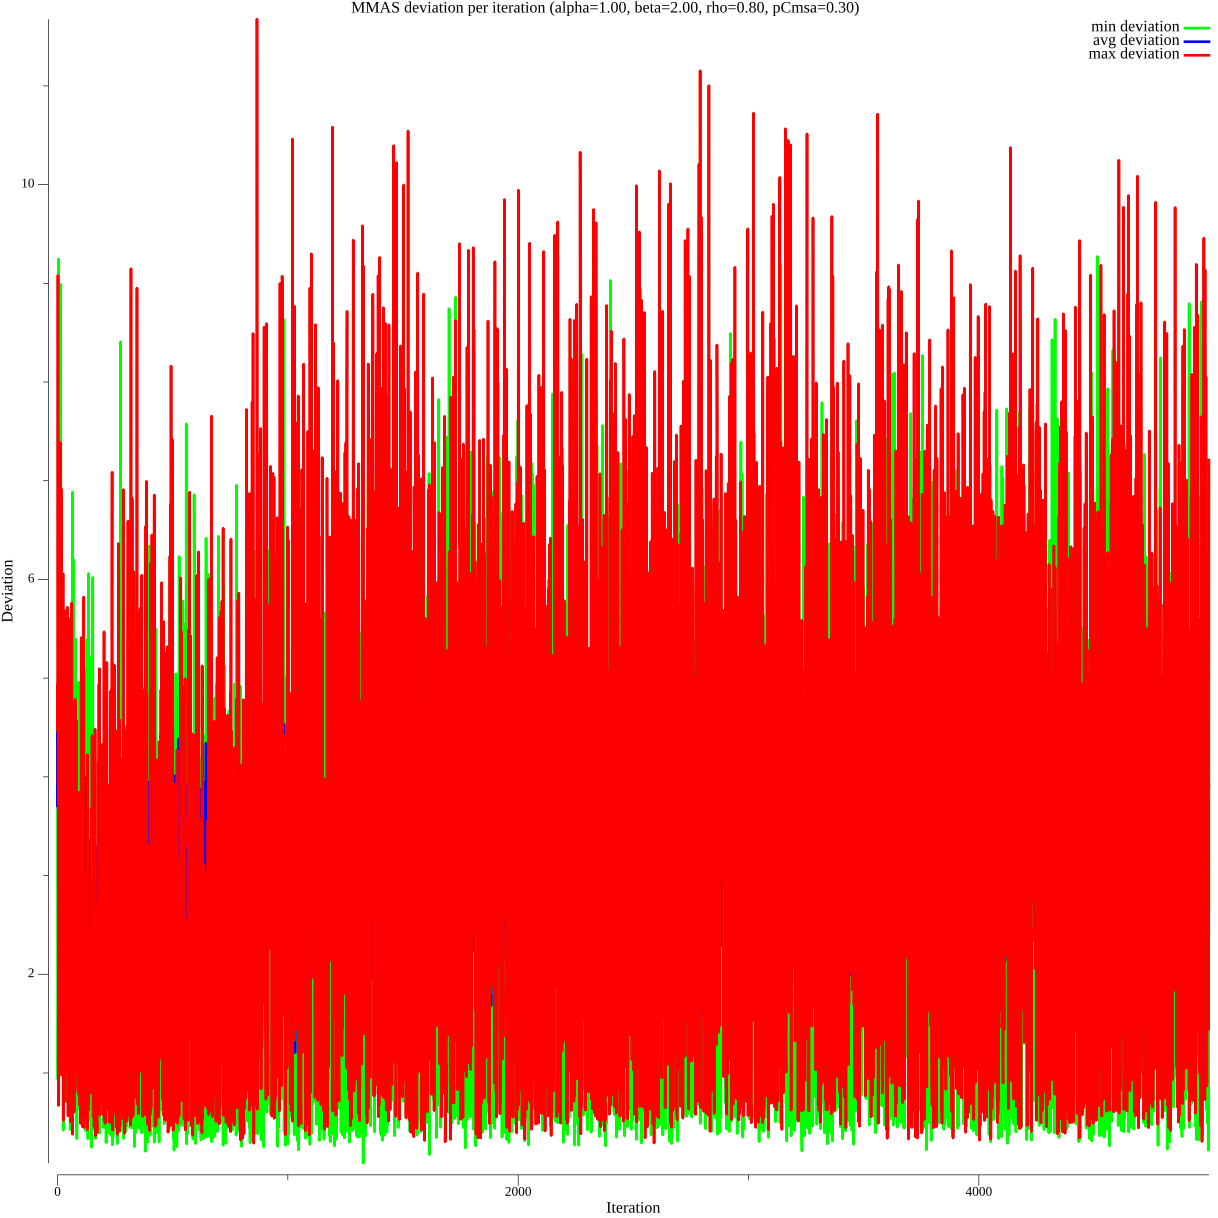 MMAS deviation per iteration (alpha=1.00, beta=2.00, rho=0.80, pCmsa=0.30)
min deviation
avg deviation
max deviation
10
6
2
Deviation
0
2000
4000
Iteration